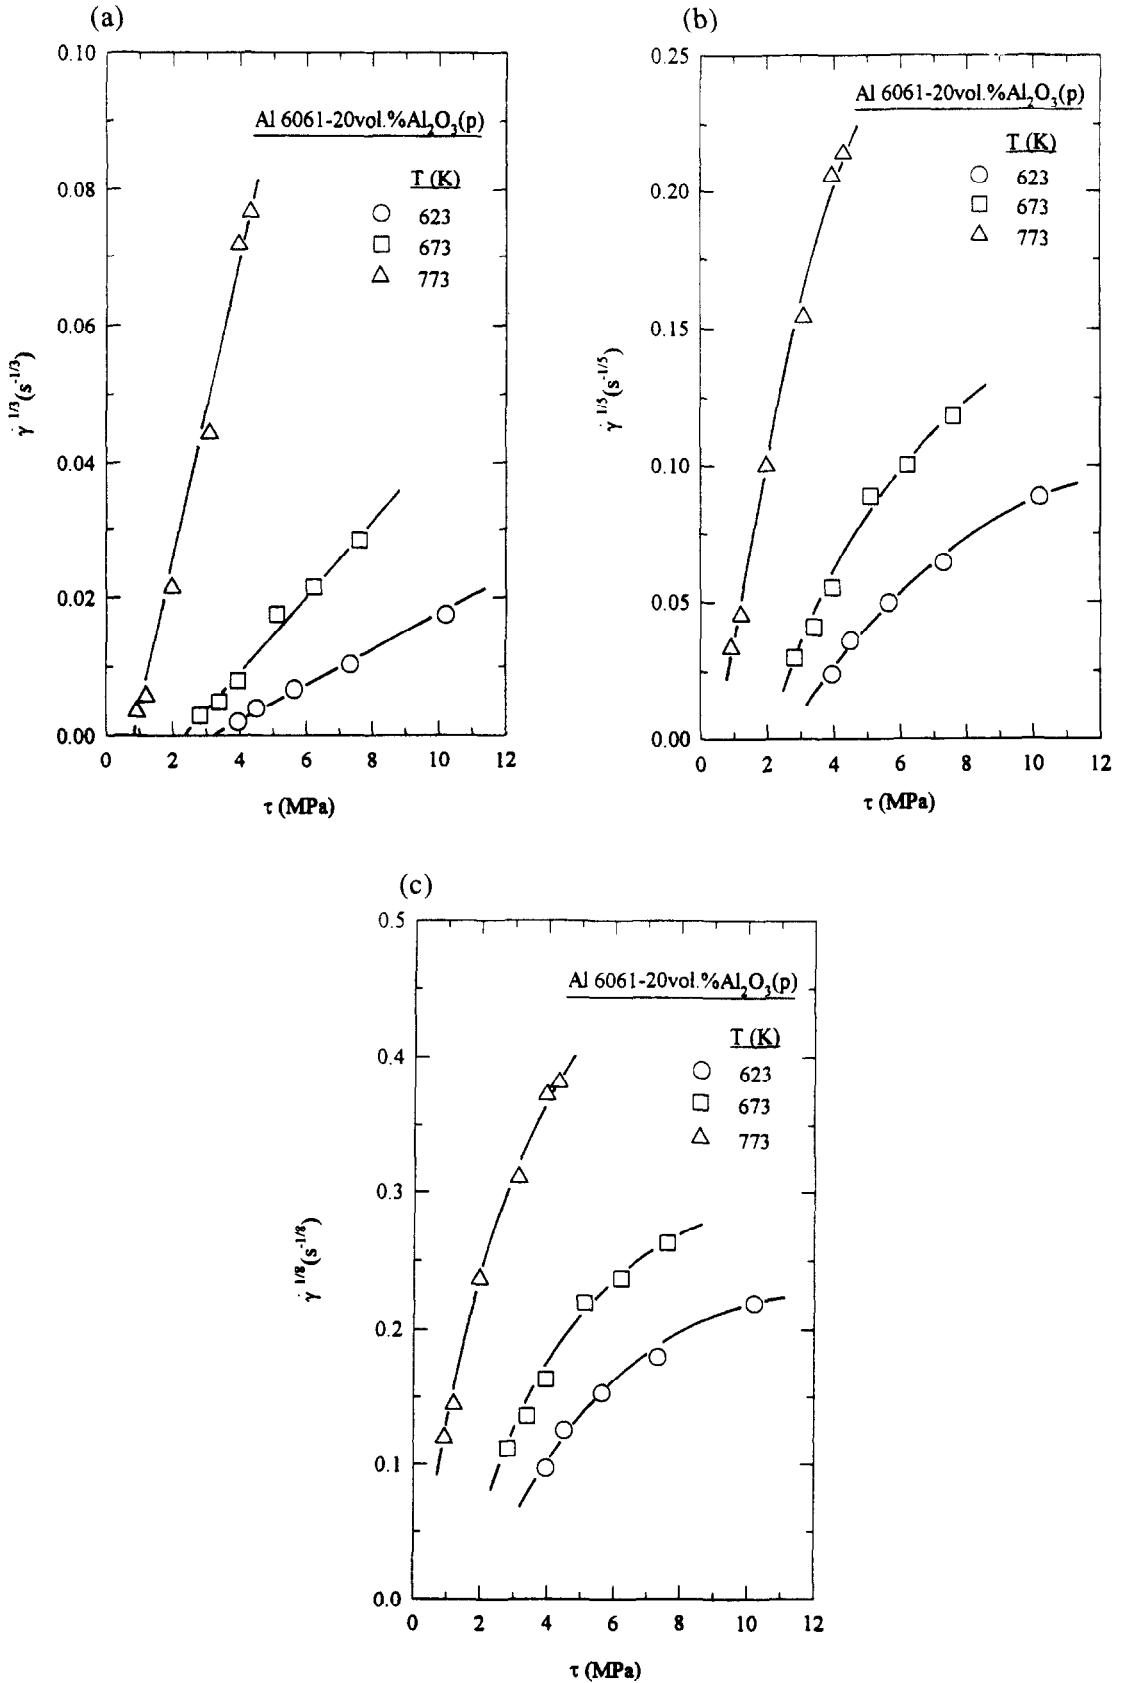 (a)
0.10
0.08
0.06
0.04
0.02
0.00
0 2 4 6 8 10 12
γ̇ ^1/3 (s^-1/3)
τ (MPa)
Al 6061-20vol.%Al₂O₃(p)
T (K)
623
673
773
(b)
0.25
0.20
0.15
0.10
0.05
0.00
0 2 4 6 8 10 12
γ̇ ^1/5 (s^-1/5)
τ (MPa)
Al 6061-20vol.%Al₂O₃(p)
T (K)
623
673
773
(c)
0.5
0.4
0.3
0.2
0.1
0.0
0 2 4 6 8 10 12
γ̇ ^1/8 (s^-1/8)
τ (MPa)
Al 6061-20vol.%Al₂O₃(p)
T (K)
623
673
773